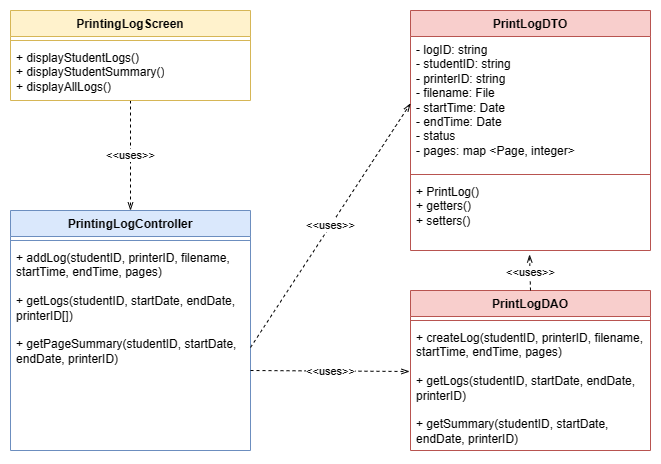 PrintingLogScreen
+ displayStudentLogs()
+ displayStudentSummary()
+ displayAllLogs()
<<uses>>
PrintingLogController
+ addLog(studentID, printerID, filename,
startTime, endTime, pages)
+ getLogs(studentID, startDate, endDate,
printerID[])
+ getPageSummary(studentID, startDate,
endDate, printerID)
<<uses>>
<<uses>>
PrintLogDTO
- logID: string
- studentID: string
- printerID: string
- filename: File
- startTime: Date
- endTime: Date
- status
- pages: map <Page, integer>
+ PrintLog()
+ getters()
+ setters()
<<uses>>
PrintLogDAO
+ createLog(studentID, printerID, filename,
startTime, endTime, pages)
+ getLogs(studentID, startDate, endDate,
printerID)
+ getSummary(studentID, startDate,
endDate, printerID)